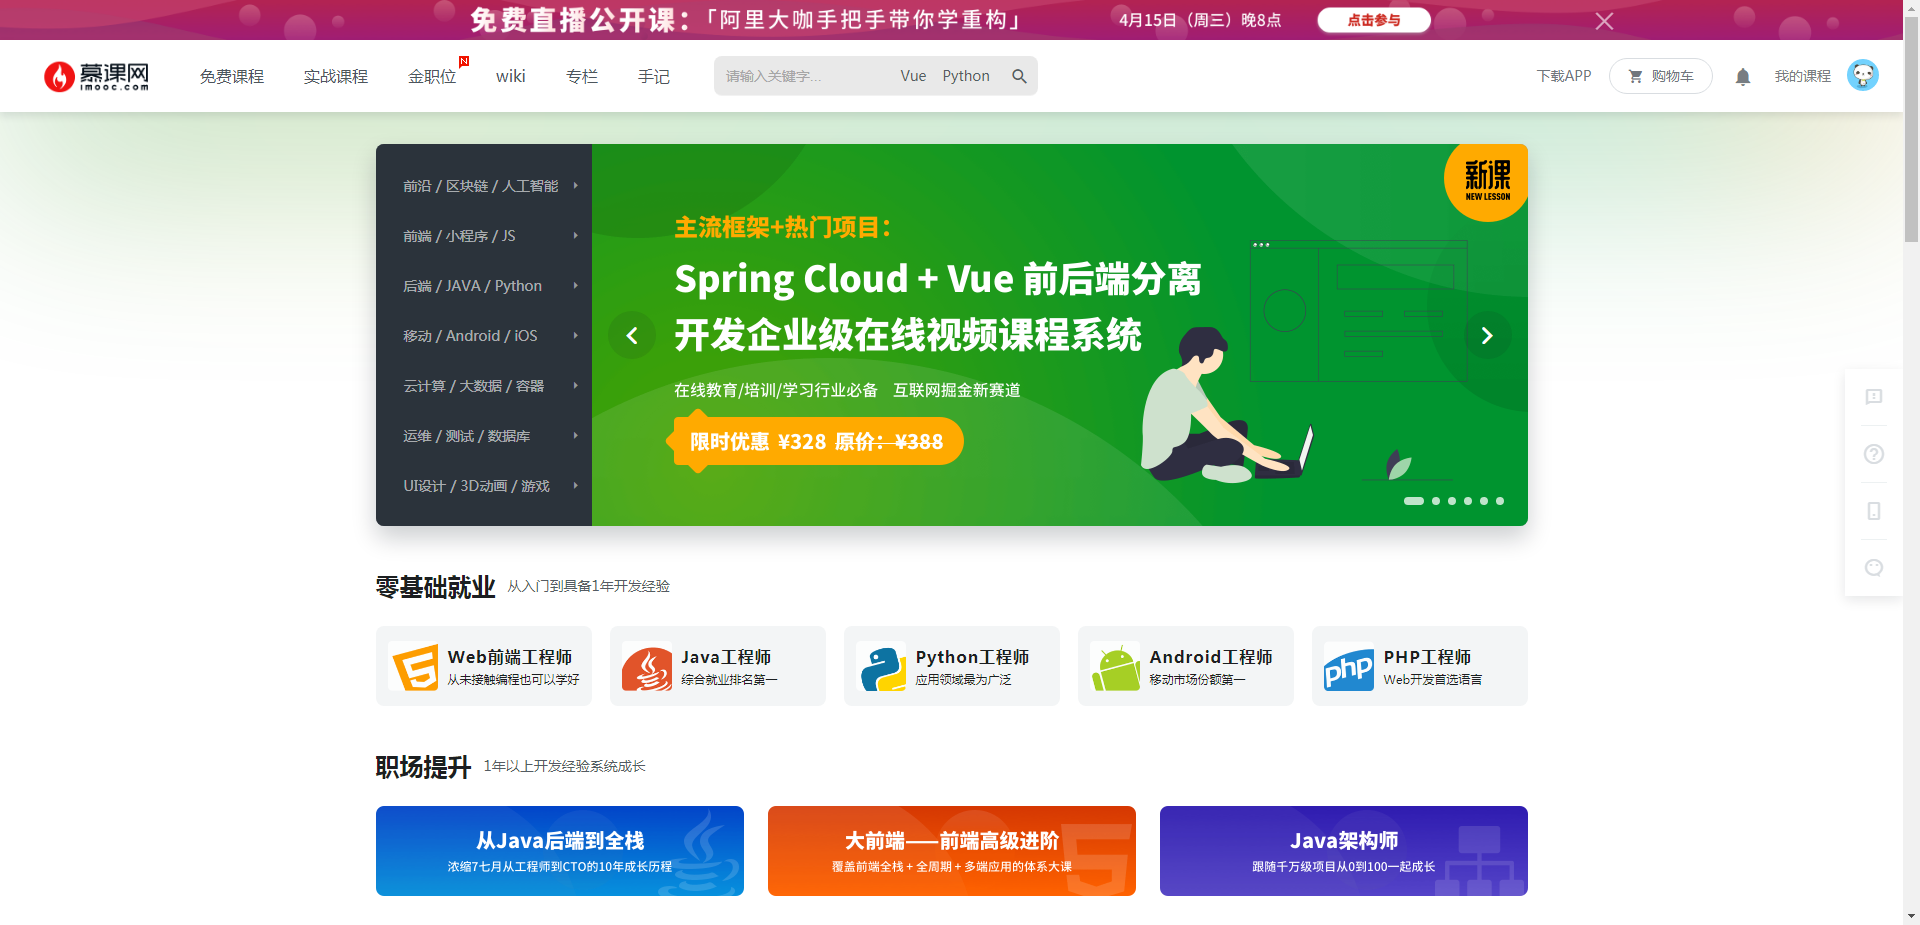 免费直播公开课：「阿里大咖手把手带你学重构」 4月15日（周三）晚8点 点击参与
慕课网
imooc.com
免费课程 实战课程 金职位 N wiki 专栏 手记 请输入关键字... Vue Python 下载APP 购物车 我的课程
前沿 / 区块链 / 人工智能
前端 / 小程序 / JS
后端 / JAVA / Python
移动 / Android / iOS
云计算 / 大数据 / 容器
运维 / 测试 / 数据库
UI设计 / 3D动画 / 游戏
新课
NEW LESSON
主流框架+热门项目：
Spring Cloud + Vue 前后端分离
开发企业级在线视频课程系统
在线教育/培训/学习行业必备 互联网掘金新赛道
限时优惠 ¥328 原价：¥388
零基础就业 从入门到具备1年开发经验
Web前端工程师
从未接触编程也可以学好
Java工程师
综合就业排名第一
Python工程师
应用领域最为广泛
Android工程师
移动市场份额第一
php
PHP工程师
Web开发首选语言
职场提升 1年以上开发经验系统成长
从Java后端到全栈
浓缩7七月从工程师到CTO的10年成长历程
大前端——前端高级进阶
覆盖前端全栈 + 全周期 + 多端应用的体系大课
Java架构师
跟随千万级项目从0到100一起成长